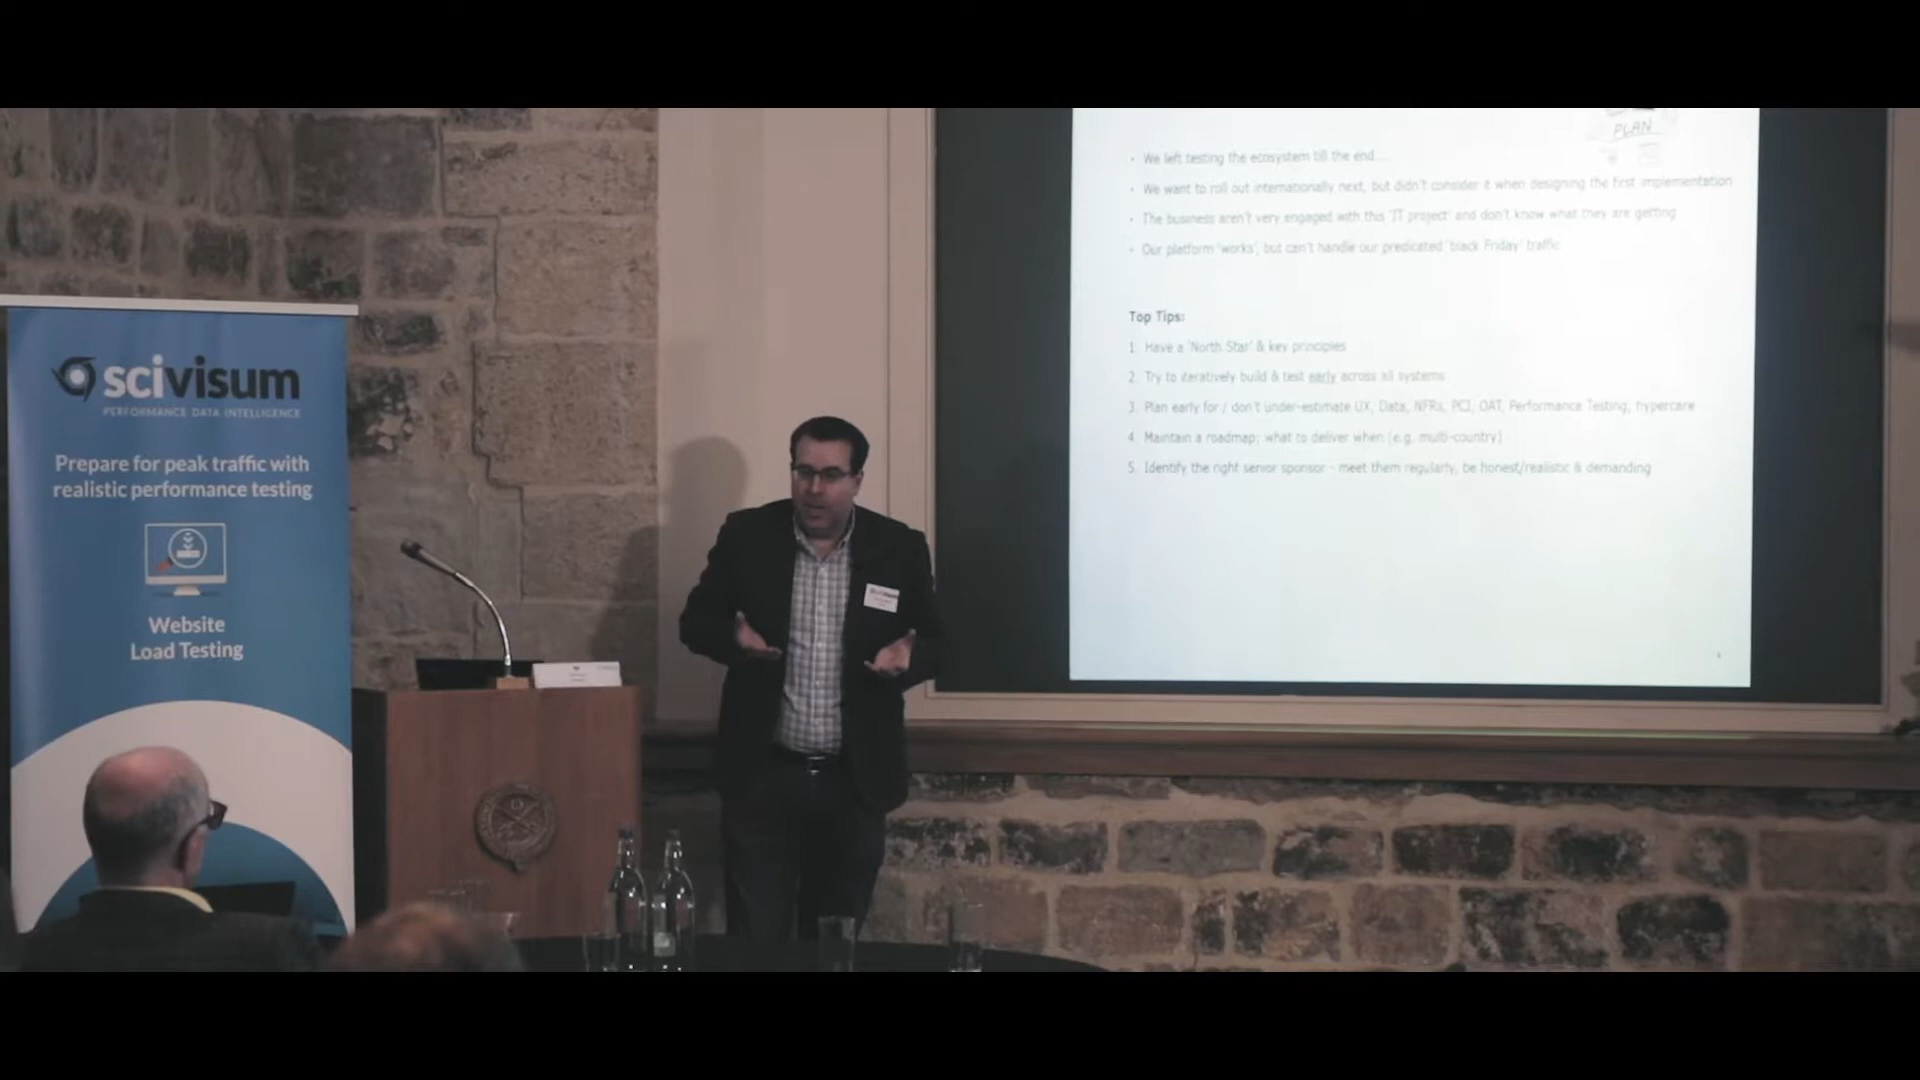 scivisum
PERFORMANCE DATA INTELLIGENCE
Prepare for peak traffic with
realistic performance testing
Website
Load Testing
PLAN
• We left testing the ecosystem till the end....
• We want to roll out internationally next, but didn't consider it when designing the first implementation
• The business aren't very engaged with this 'IT project' and don't know what they are getting
• Our platform 'works', but can't handle our predicated 'black Friday' traffic
Top Tips:
1. Have a 'North Star' & key principles
2. Try to iteratively build & test early across all systems
3. Plan early for / don't under-estimate UX, Data, NFRs, PCI, OAT, Performance Testing, hypercare
4. Maintain a roadmap; what to deliver when (e.g. multi-country)
5. Identify the right senior sponsor - meet them regularly, be honest/realistic & demanding